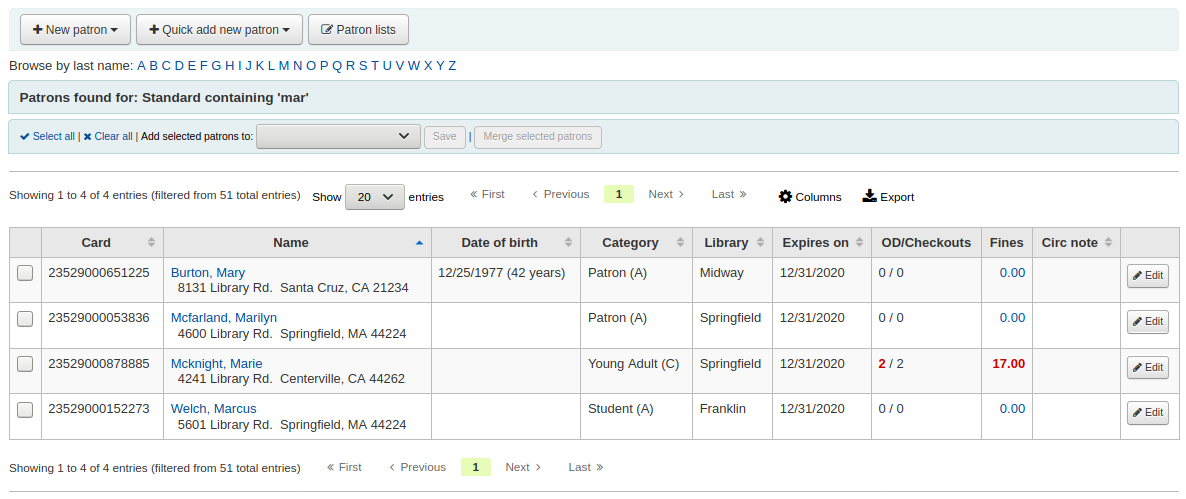 New patron Quick add new patron Patron lists
Browse by last name: A B C D E F G H I J K L M N O P Q R S T U V W X Y Z
Patrons found for: Standard containing 'mar'
Select all | Clear all | Add selected patrons to: Save | Merge selected patrons
Showing 1 to 4 of 4 entries (filtered from 51 total entries) Show 20 entries First Previous 1 Next Last Columns Export
Card Name Date of birth Category Library Expires on OD/Checkouts Fines Circ note
23529000651225 Burton, Mary 12/25/1977 (42 years) Patron (A) Midway 12/31/2020 0 / 0 0.00 Edit
8131 Library Rd. Santa Cruz, CA 21234
23529000053836 Mcfarland, Marilyn Patron (A) Springfield 12/31/2020 0 / 0 0.00 Edit
4600 Library Rd. Springfield, MA 44224
23529000878885 Mcknight, Marie Young Adult (C) Springfield 12/31/2020 2 / 2 17.00 Edit
4241 Library Rd. Centerville, CA 44262
23529000152273 Welch, Marcus Student (A) Franklin 12/31/2020 0 / 0 0.00 Edit
5601 Library Rd. Springfield, MA 44224
Showing 1 to 4 of 4 entries (filtered from 51 total entries) First Previous 1 Next Last